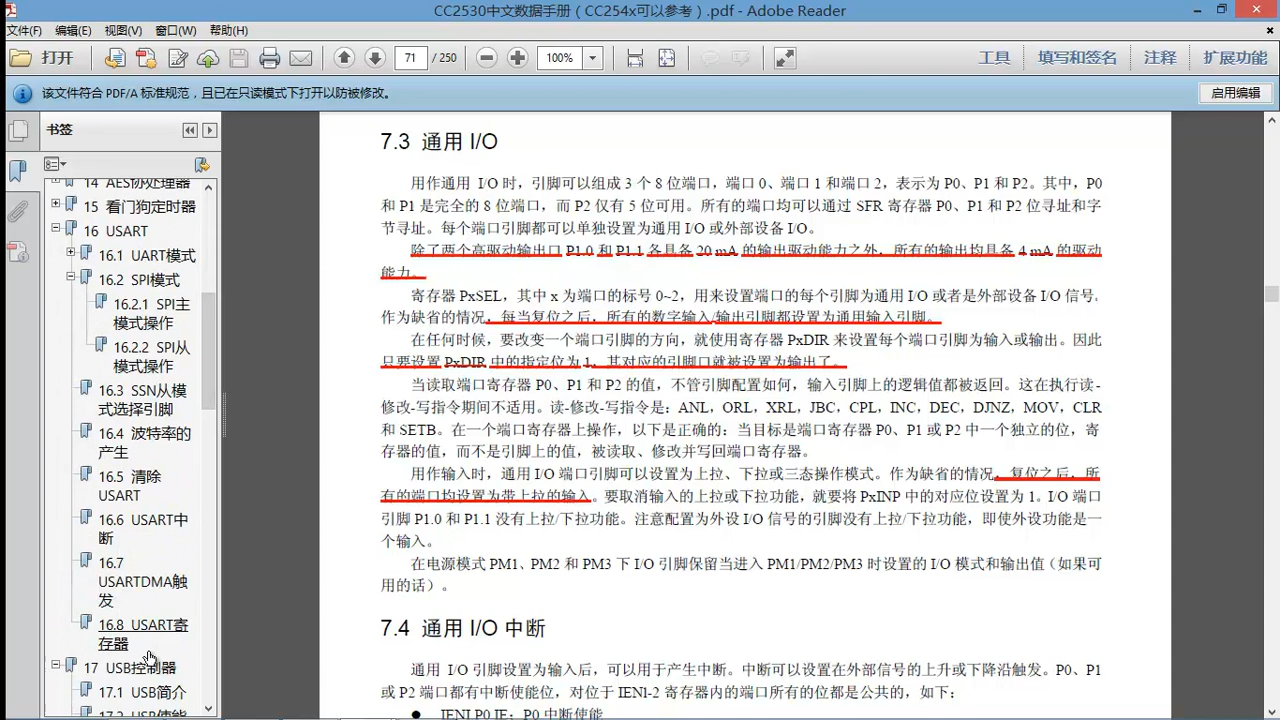 CC2530中文数据手册（CC254x可以参考）.pdf - Adobe Reader
文件(F) 编辑(E) 视图(V) 窗口(W) 帮助(H)
打开 71 / 250 100% 工具 填写和签名 注释 扩展功能
该文件符合 PDF/A 标准规范，且已在只读模式下打开以防被修改。 启用编辑
书签
14 AES协处理器
15 看门狗定时器
16 USART
16.1 UART模式
16.2 SPI模式
16.2.1 SPI主
模式操作
16.2.2 SPI从
模式操作
16.3 SSN从模
式选择引脚
16.4 波特率的
产生
16.5 清除
USART
16.6 USART中
断
16.7
USARTDMA触
发
16.8 USART寄
存器
17 USB控制器
17.1 USB简介
17.2 USB使能
7.3 通用 I/O
用作通用 I/O 时，引脚可以组成 3 个 8 位端口，端口 0、端口 1 和端口 2，表示为 P0、P1 和 P2。其中，P0
和 P1 是完全的 8 位端口，而 P2 仅有 5 位可用。所有的端口均可以通过 SFR 寄存器 P0、P1 和 P2 位寻址和字
节寻址。每个端口引脚都可以单独设置为通用 I/O 或外部设备 I/O。
除了两个高驱动输出口 P1.0 和 P1.1 各具备 20 mA 的输出驱动能力之外，所有的输出均具备 4 mA 的驱动
能力。
寄存器 PxSEL，其中 x 为端口的标号 0~2，用来设置端口的每个引脚为通用 I/O 或者是外部设备 I/O 信号.
作为缺省的情况，每当复位之后，所有的数字输入/输出引脚都设置为通用输入引脚。
在任何时候，要改变一个端口引脚的方向，就使用寄存器 PxDIR 来设置每个端口引脚为输入或输出。因此
只要设置 PxDIR 中的指定位为 1，其对应的引脚口就被设置为输出了。
当读取端口寄存器 P0、P1 和 P2 的值，不管引脚配置如何，输入引脚上的逻辑值都被返回。这在执行读-
修改-写指令期间不适用。读-修改-写指令是：ANL，ORL，XRL，JBC，CPL，INC，DEC，DJNZ，MOV，CLR
和 SETB。在一个端口寄存器上操作，以下是正确的：当目标是端口寄存器 P0、P1 或 P2 中一个独立的位，寄
存器的值，而不是引脚上的值，被读取、修改并写回端口寄存器。
用作输入时，通用 I/O 端口引脚可以设置为上拉、下拉或三态操作模式。作为缺省的情况，复位之后，所
有的端口均设置为带上拉的输入。要取消输入的上拉或下拉功能，就要将 PxINP 中的对应位设置为 1。I/O 端口
引脚 P1.0 和 P1.1 没有上拉/下拉功能。注意配置为外设 I/O 信号的引脚没有上拉/下拉功能，即使外设功能是一
个输入。
在电源模式 PM1、PM2 和 PM3 下 I/O 引脚保留当进入 PM1/PM2/PM3 时设置的 I/O 模式和输出值（如果可
用的话）。
7.4 通用 I/O 中断
通用 I/O 引脚设置为输入后，可以用于产生中断。中断可以设置在外部信号的上升或下降沿触发。P0、P1
或 P2 端口都有中断使能位，对位于 IENI-2 寄存器内的端口所有的位都是公共的，如下：
● IENI.P0 IE：P0 中断使能